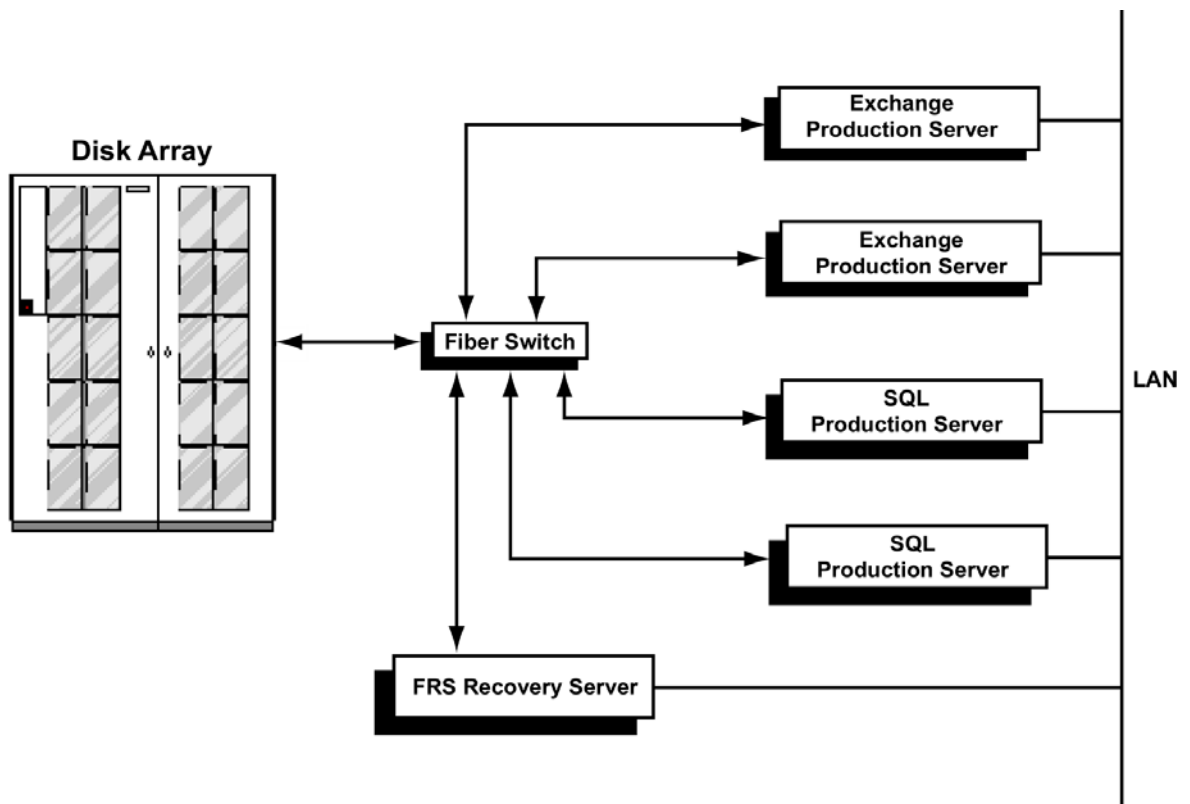 Disk Array
Exchange
Production Server
Exchange
Production Server
Fiber Switch
LAN
SQL
Production Server
SQL
Production Server
FRS Recovery Server